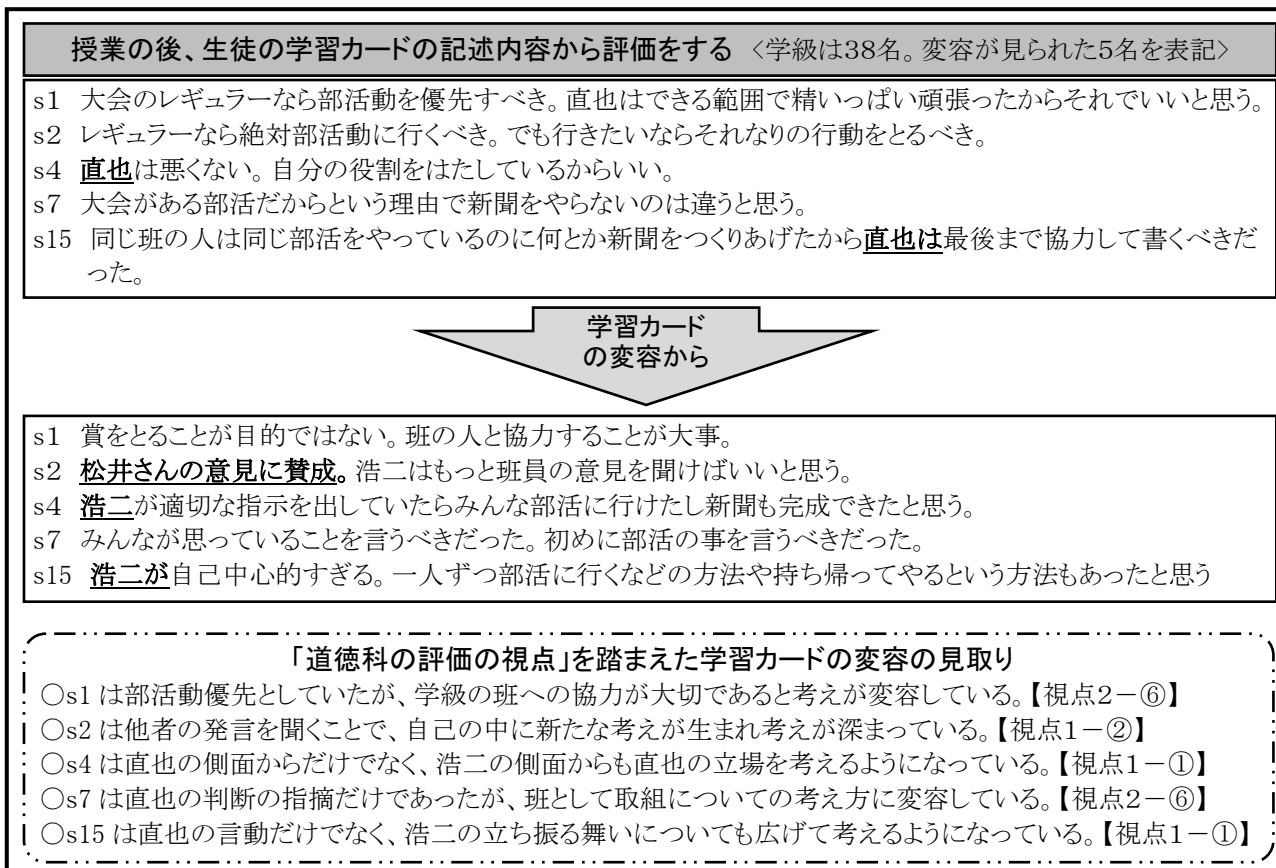 授業の後、生徒の学習カードの記述内容から評価をする <学級は38名。変容が見られた5名を表記>
s1 大会のレギュラーなら部活動を優先すべき。直也はできる範囲で精いっぱい頑張ったからそれでいいと思う。
s2 レギュラーなら絶対部活動に行くべき。でも行きたいならそれなりの行動をとるべき。
s4 直也は悪くない。自分の役割をはたしているからいい。
s7 大会がある部活だからという理由で新聞をやらないのは違うと思う。
s15 同じ班の人は同じ部活をやっているのに何とか新聞をつくりあげたから直也は最後まで協力して書くべきだ
った。
学習カード
の変容から
s1 賞をとることが目的ではない。班の人と協力することが大事。
s2 松井さんの意見に賛成。浩二はもっと班員の意見を聞けばいいと思う。
s4 浩二が適切な指示を出していたらみんな部活に行けたし新聞も完成できたと思う。
s7 みんなが思っていることを言うべきだった。初めに部活の事を言うべきだった。
s15 浩二が自己中心的すぎる。一人ずつ部活に行くなどの方法や持ち帰ってやるという方法もあったと思う
「道徳科の評価の視点」を踏まえた学習カードの変容の見取り
○s1 は部活動優先としていたが、学級の班への協力が大切であると考えが変容している。【視点2-⑥】
○s2 は他者の発言を聞くことで、自己の中に新たな考えが生まれ考えが深まっている。【視点1-②】
○s4 は直也の側面からだけでなく、浩二の側面からも直也の立場を考えるようになっている。【視点1-①】
○s7 は直也の判断の指摘だけであったが、班として取組についての考え方に変容している。【視点2-⑥】
○s15 は直也の言動だけでなく、浩二の立ち振る舞いについても広げて考えるようになっている。【視点1-①】